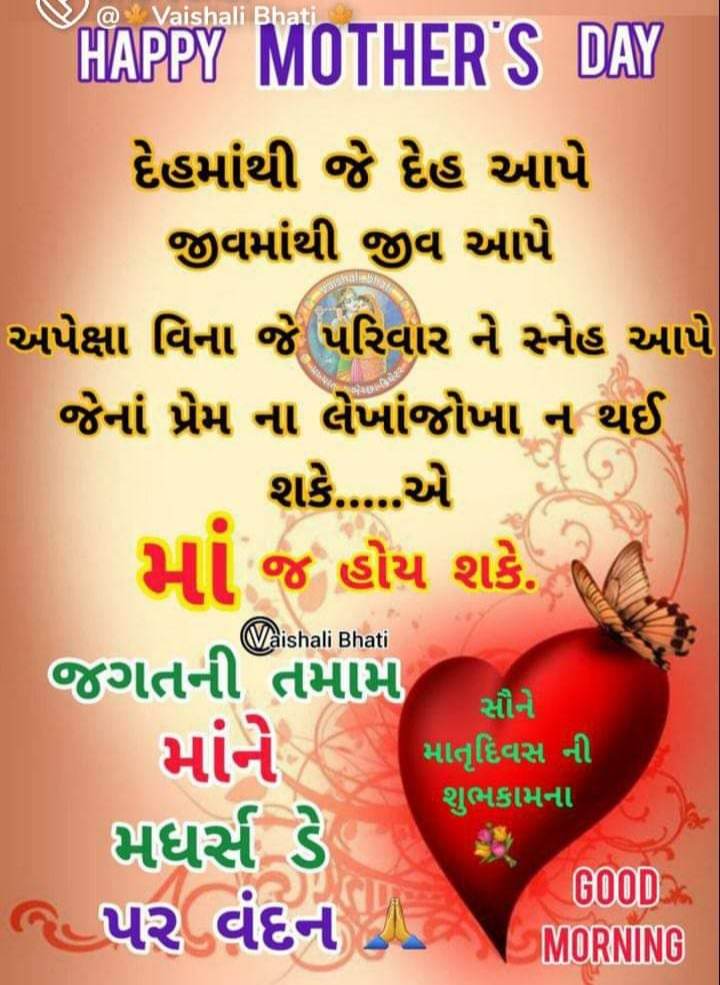 @ Vaishali Bhati
HAPPY MOTHER'S DAY
દેહમાંથી જે દેહ આપે
જીવમાંથી જીવ આપે
અપેક્ષા વિના જે પરિવાર ને સ્નેહ આપે
જેનાં પ્રેમ ના લેખાંજોખા ન થઈ
શકે.....એ
માં જ હોય શકે.
Vaishali Bhati
જગતની તમામ
માંને
મધર્સ ડે
પર વંદન 🙏
સૌને
માતૃદિવસ ની
શુભકામના
💐
GOOD
MORNING